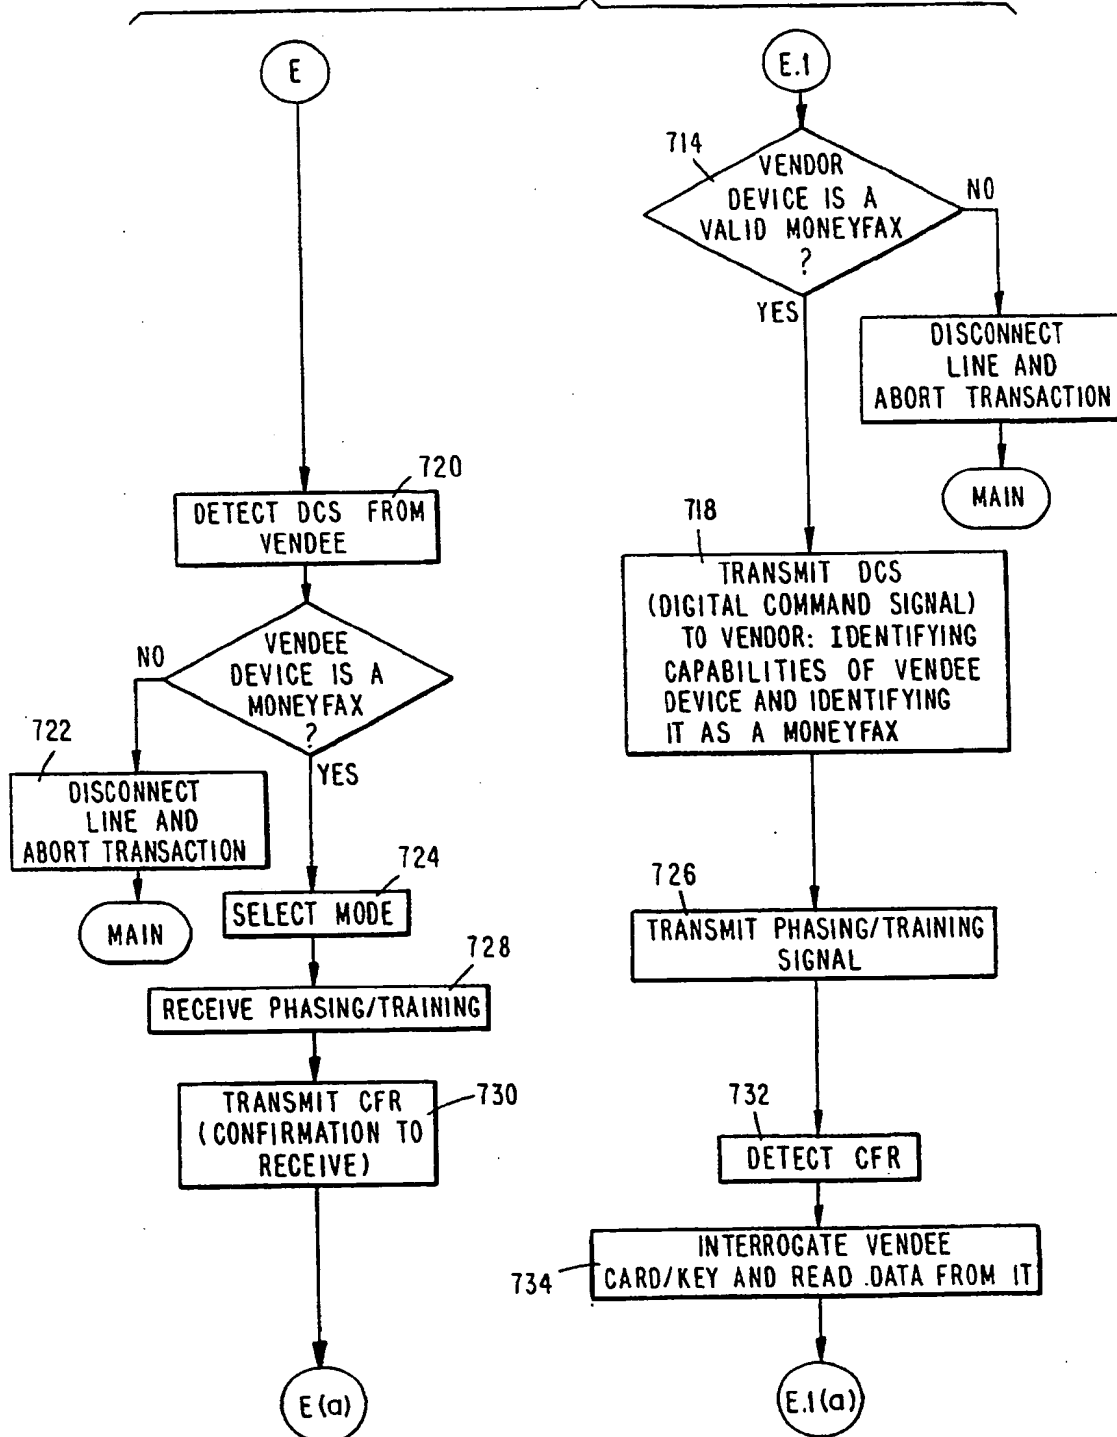 E
720
DETECT DCS FROM
VENDEE
VENDEE
DEVICE IS A
MONEYFAX
?
NO
YES
722
DISCONNECT
LINE AND
ABORT TRANSACTION
MAIN
724
SELECT MODE
728
RECEIVE PHASING/TRAINING
TRANSMIT CFR
(CONFIRMATION TO
RECEIVE)
730
E(a)
E.1
714
VENDOR
DEVICE IS A
VALID MONEYFAX
?
NO
YES
DISCONNECT
LINE AND
ABORT TRANSACTION
MAIN
718
TRANSMIT DCS
(DIGITAL COMMAND SIGNAL)
TO VENDOR: IDENTIFYING
CAPABILITIES OF VENDEE
DEVICE AND IDENTIFYING
IT AS A MONEYFAX
726
TRANSMIT PHASING/TRAINING
SIGNAL
732
DETECT CFR
INTERROGATE VENDEE
CARD/KEY AND READ DATA FROM IT
734
E.1(a)